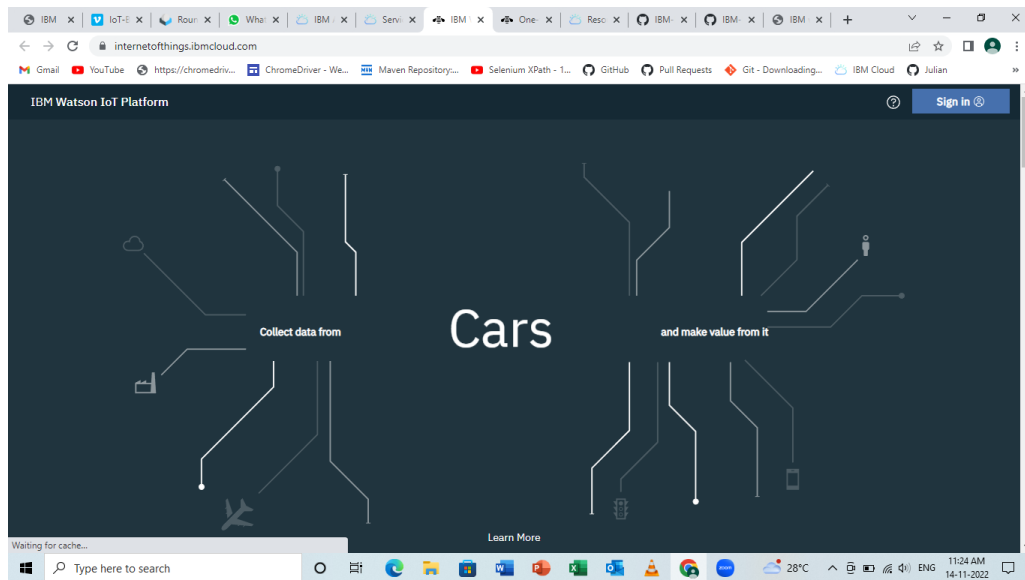 IBM
IoT-E
Rour
What
IBM
Servi
IBM
One-
Reso
IBM-
IBM-
IBM
internetofthings.ibmcloud.com
Gmail YouTube https://chromedriv... ChromeDriver - We... Maven Repository:... Selenium XPath - 1... GitHub Pull Requests Git - Downloading... IBM Cloud Julian »
IBM Watson IoT Platform
Sign in
Collect data from
Cars
and make value from it
Learn More
Waiting for cache...
Type here to search
28°C
ENG
11:24 AM
14-11-2022